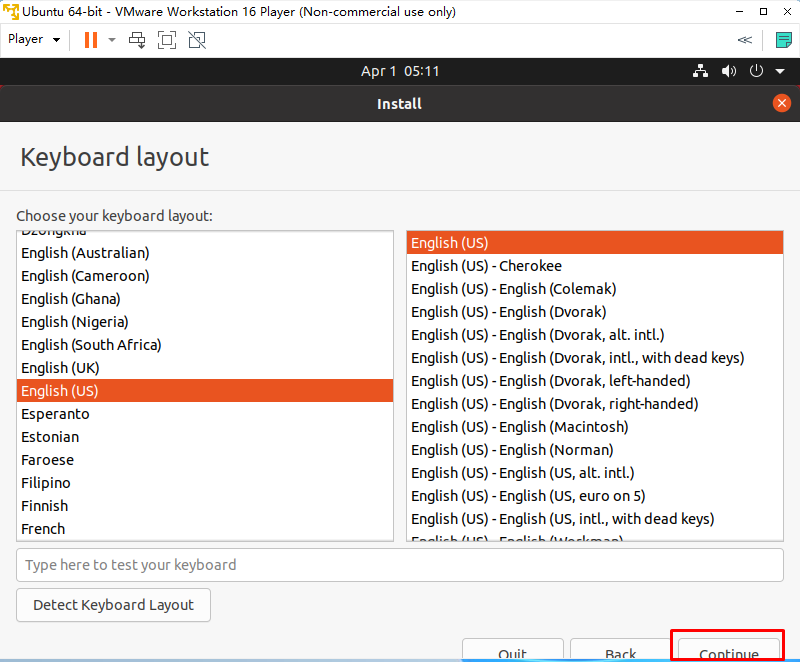 Ubuntu 64-bit - VMware Workstation 16 Player (Non-commercial use only)
Player
Apr 1 05:11
Install
Keyboard layout
Choose your keyboard layout:
Dzongkha
English (Australian)
English (Cameroon)
English (Ghana)
English (Nigeria)
English (South Africa)
English (UK)
English (US)
Esperanto
Estonian
Faroese
Filipino
Finnish
French
English (US)
English (US) - Cherokee
English (US) - English (Colemak)
English (US) - English (Dvorak)
English (US) - English (Dvorak, alt. intl.)
English (US) - English (Dvorak, intl., with dead keys)
English (US) - English (Dvorak, left-handed)
English (US) - English (Dvorak, right-handed)
English (US) - English (Macintosh)
English (US) - English (Norman)
English (US) - English (US, alt. intl.)
English (US) - English (US, euro on 5)
English (US) - English (US, intl., with dead keys)
English (US) - English (Workman)
Type here to test your keyboard
Detect Keyboard Layout
Quit Back Continue